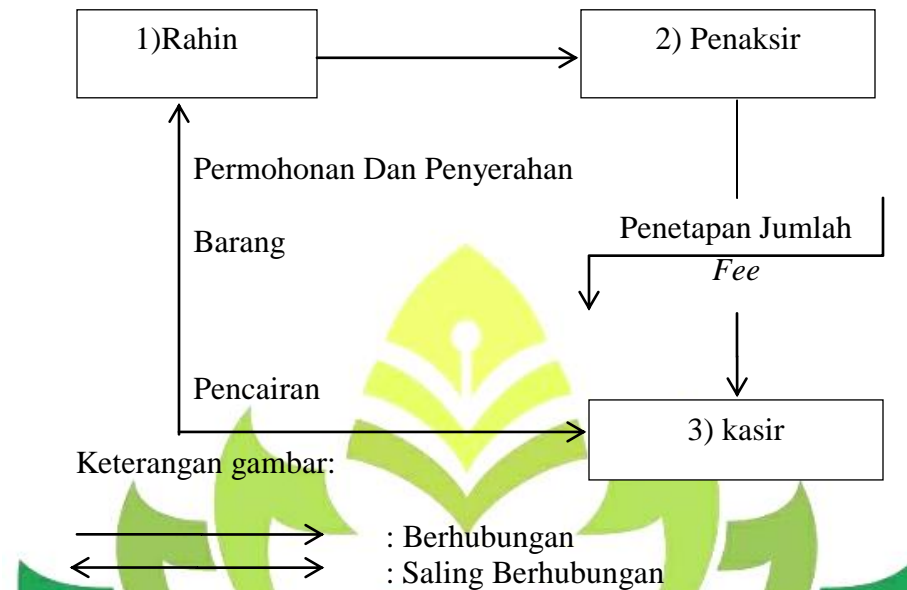 1)Rahin
2) Penaksir
Permohonan Dan Penyerahan
Barang
Penetapan Jumlah
Fee
Pencairan
3) kasir
Keterangan gambar:
: Berhubungan
: Saling Berhubungan